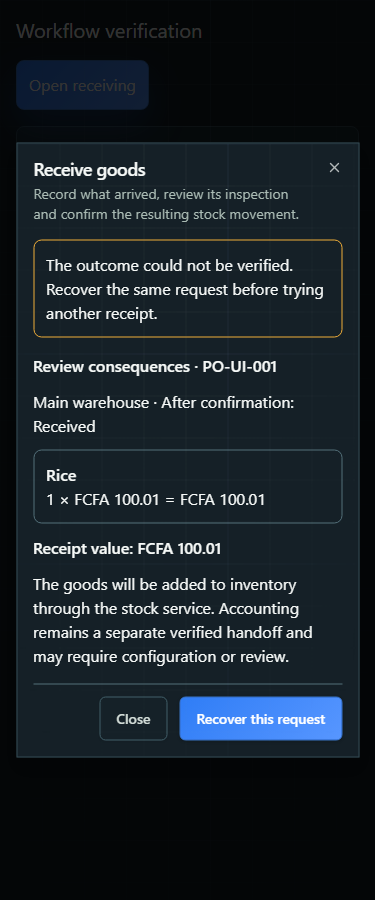 Workflow verification
Open receiving
Receive goods
×
Record what arrived, review its inspection
and confirm the resulting stock movement.
The outcome could not be verified.
Recover the same request before trying
another receipt.
Review consequences · PO-UI-001
Main warehouse · After confirmation:
Received
Rice
1 × FCFA 100.01 = FCFA 100.01
Receipt value: FCFA 100.01
The goods will be added to inventory
through the stock service. Accounting
remains a separate verified handoff and
may require configuration or review.
Close
Recover this request